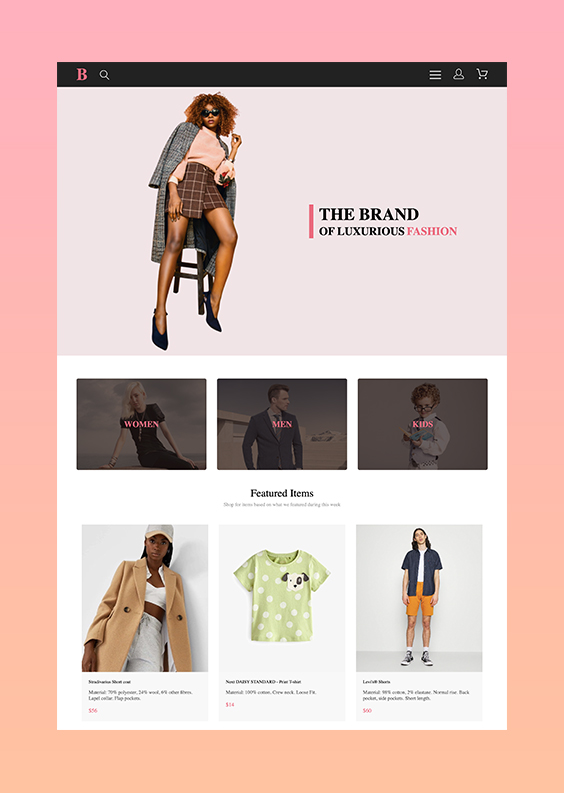 B
THE BRAND
OF LUXURIOUS FASHION
WOMEN
MEN
KIDS
Featured Items
Shop for items based on what we featured during this week
Stradivarius Short coat
Material: 70% polyester, 24% wool, 6% other fibres.
Lapel collar. Flap pockets.
$56
Next DAISY STANDARD - Print T-shirt
Material: 100% cotton. Crew neck. Loose Fit.
$14
Levi's® Shorts
Material: 98% cotton, 2% elastane. Normal rise. Back
pocket, side pockets. Short length.
$60